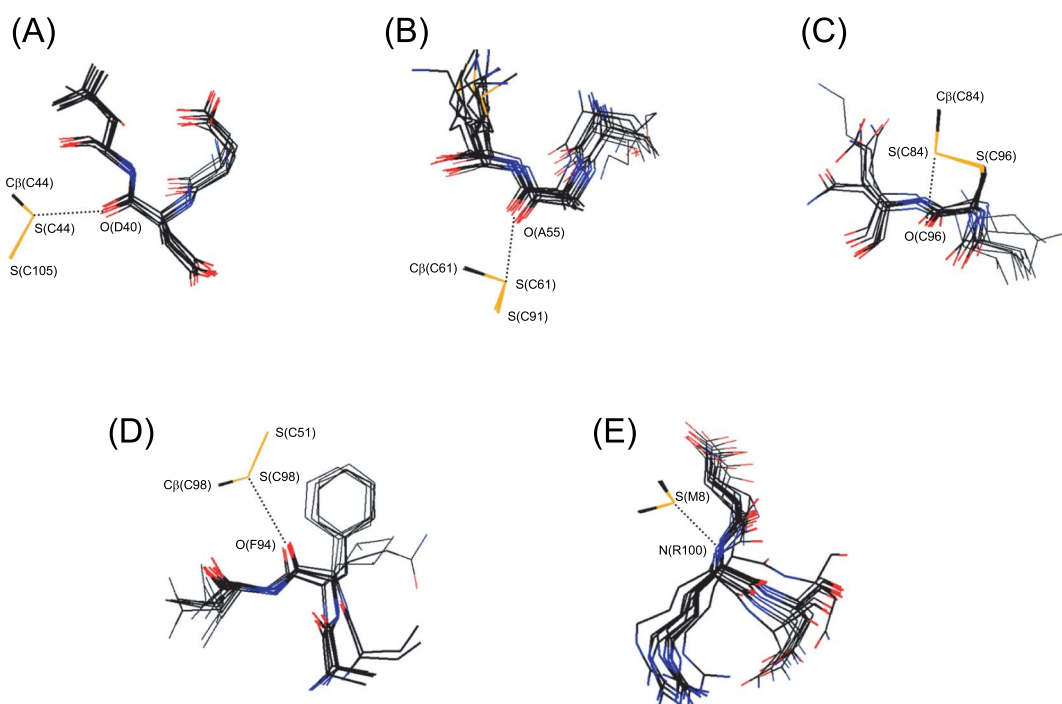 (A)
Cβ(C44)
S(C44)
O(D40)
S(C105)
(B)
O(A55)
Cβ(C61)
S(C61)
S(C91)
(C)
Cβ(C84)
S(C84)
S(C96)
O(C96)
(D)
S(C51)
Cβ(C98)
S(C98)
O(F94)
(E)
S(M8)
N(R100)